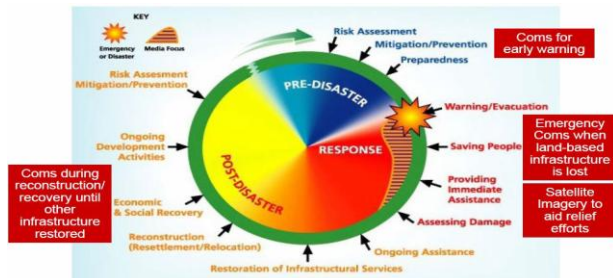 KEY
Emergency
or Disaster
Media Focus
Risk Assessment
Mitigation/Prevention
Preparedness
Coms for
early warning
Risk Assesment
Mitigation/Prevention
PRE-DISASTER
Warning/Evacuation
Ongoing
Development
Activities
RESPONSE
Saving People
Emergency
Coms when
land-based
infrastructure
is lost
Coms during
reconstruction/
recovery until
other
infrastructure
restored
POST-DISASTER
Providing
Immediate
Assistance
Economic
& Social Recovery
Satellite
Imagery to
aid relief
efforts
Assessing Damage
Reconstruction
(Resettlement/Relocation)
Ongoing Assistance
Restoration of Infrastructural Services